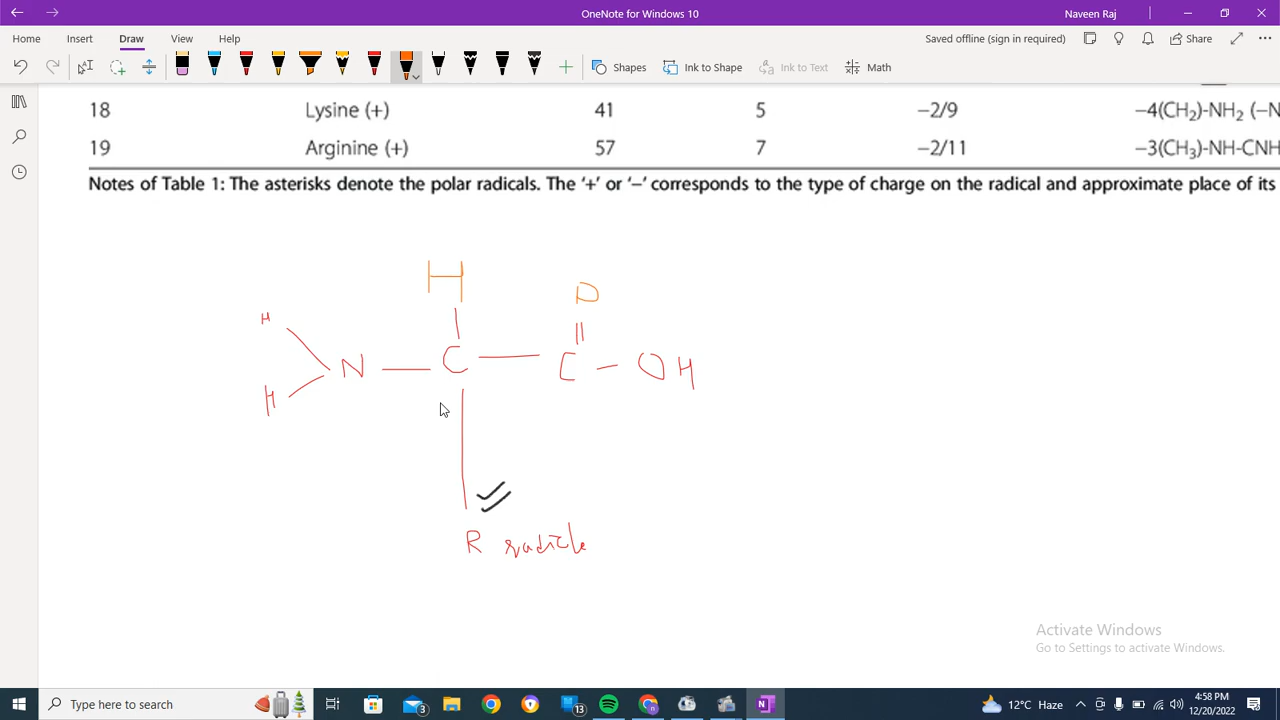 OneNote for Windows 10
Naveen Raj
Home Insert Draw View Help
Saved offline (sign in required)
Share
Shapes
Ink to Shape
Ink to Text
Math
18 Lysine (+) 41 5 −2/9 −4(CH₂)-NH₂ (−N
19 Arginine (+) 57 7 −2/11 −3(CH₃)-NH-CNH
Notes of Table 1: The asterisks denote the polar radicals. The ‘+’ or ‘−’ corresponds to the type of charge on the radical and approximate place of its
H
H
N
H
C
O
C
OH
H
R radicle
Activate Windows
Go to Settings to activate Windows.
Type here to search
3
13
12°C Haze
4:58 PM
12/20/2022